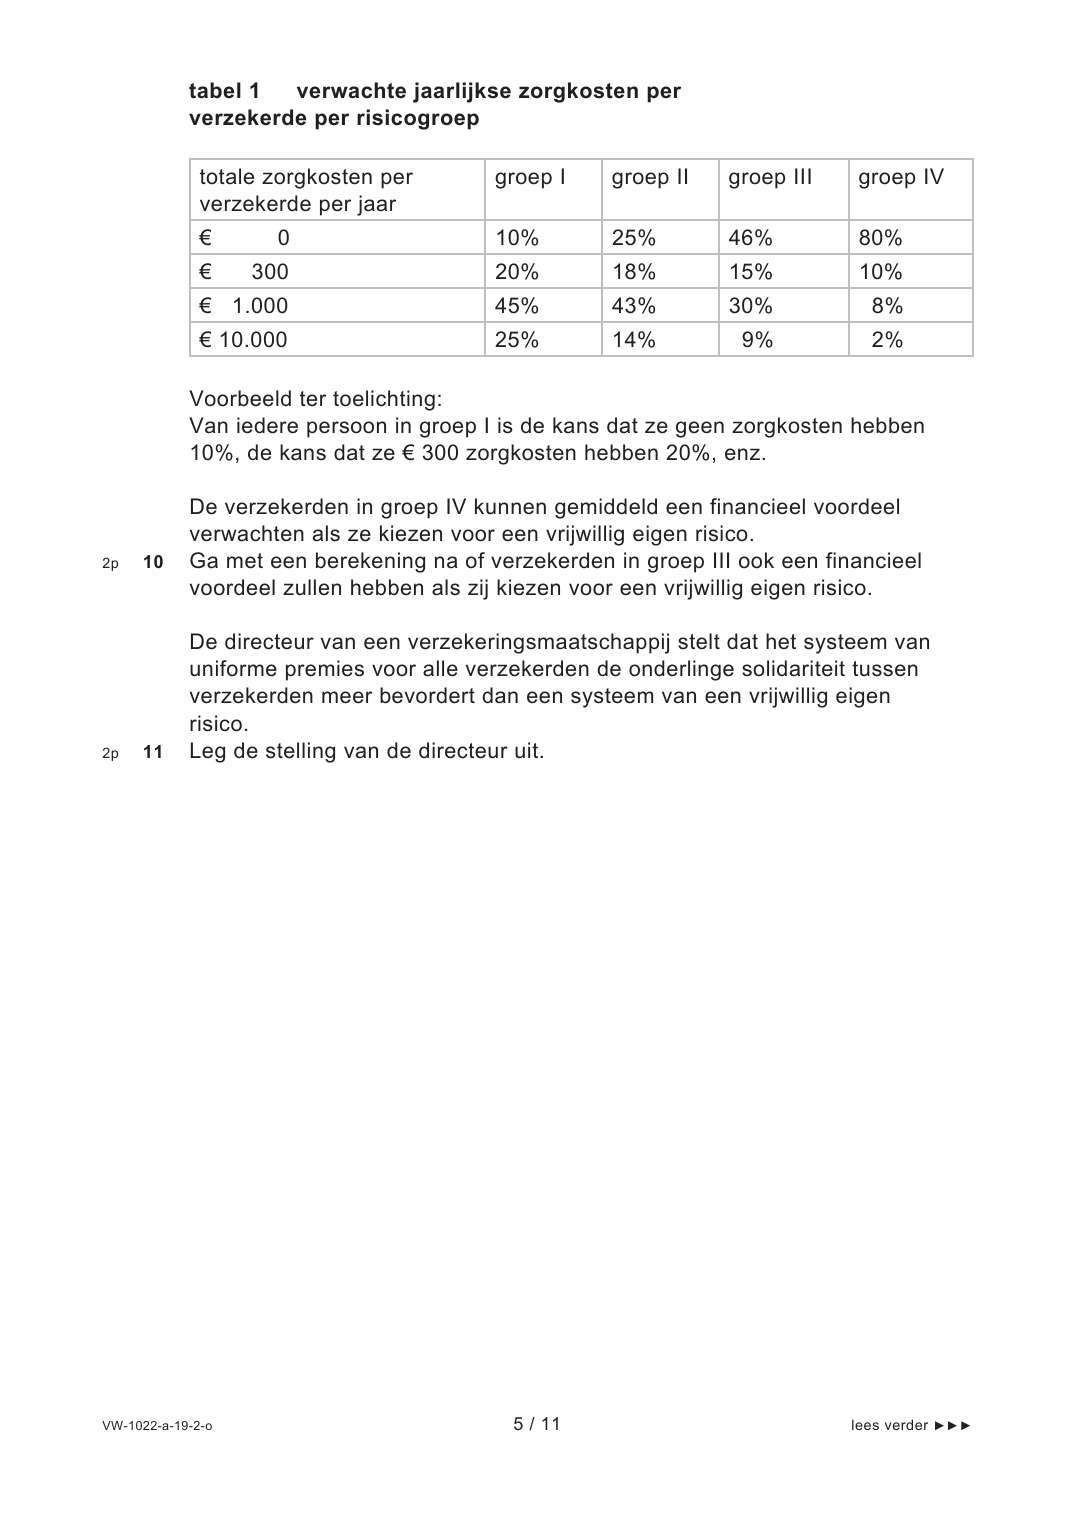 tabel 1 verwachte jaarlijkse zorgkosten per
verzekerde per risicogroep
totale zorgkosten per verzekerde per jaar groep I groep II groep III groep IV
€ 0 10% 25% 46% 80%
€ 300 20% 18% 15% 10%
€ 1.000 45% 43% 30% 8%
€ 10.000 25% 14% 9% 2%
Voorbeeld ter toelichting:
Van iedere persoon in groep I is de kans dat ze geen zorgkosten hebben
10%, de kans dat ze € 300 zorgkosten hebben 20%, enz.
De verzekerden in groep IV kunnen gemiddeld een financieel voordeel
verwachten als ze kiezen voor een vrijwillig eigen risico.
2p 10 Ga met een berekening na of verzekerden in groep III ook een financieel
voordeel zullen hebben als zij kiezen voor een vrijwillig eigen risico.
De directeur van een verzekeringsmaatschappij stelt dat het systeem van
uniforme premies voor alle verzekerden de onderlinge solidariteit tussen
verzekerden meer bevordert dan een systeem van een vrijwillig eigen
risico.
2p 11 Leg de stelling van de directeur uit.
VW-1022-a-19-2-o 5 / 11 lees verder ►►►